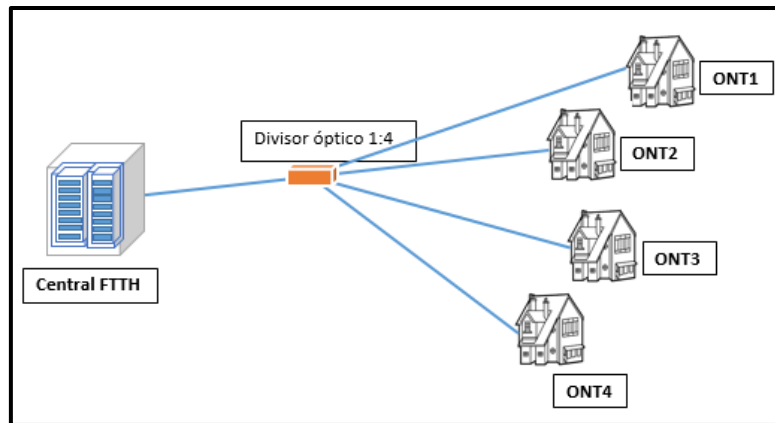 ONT1
Divisor óptico 1:4
ONT2
ONT3
Central FTTH
ONT4